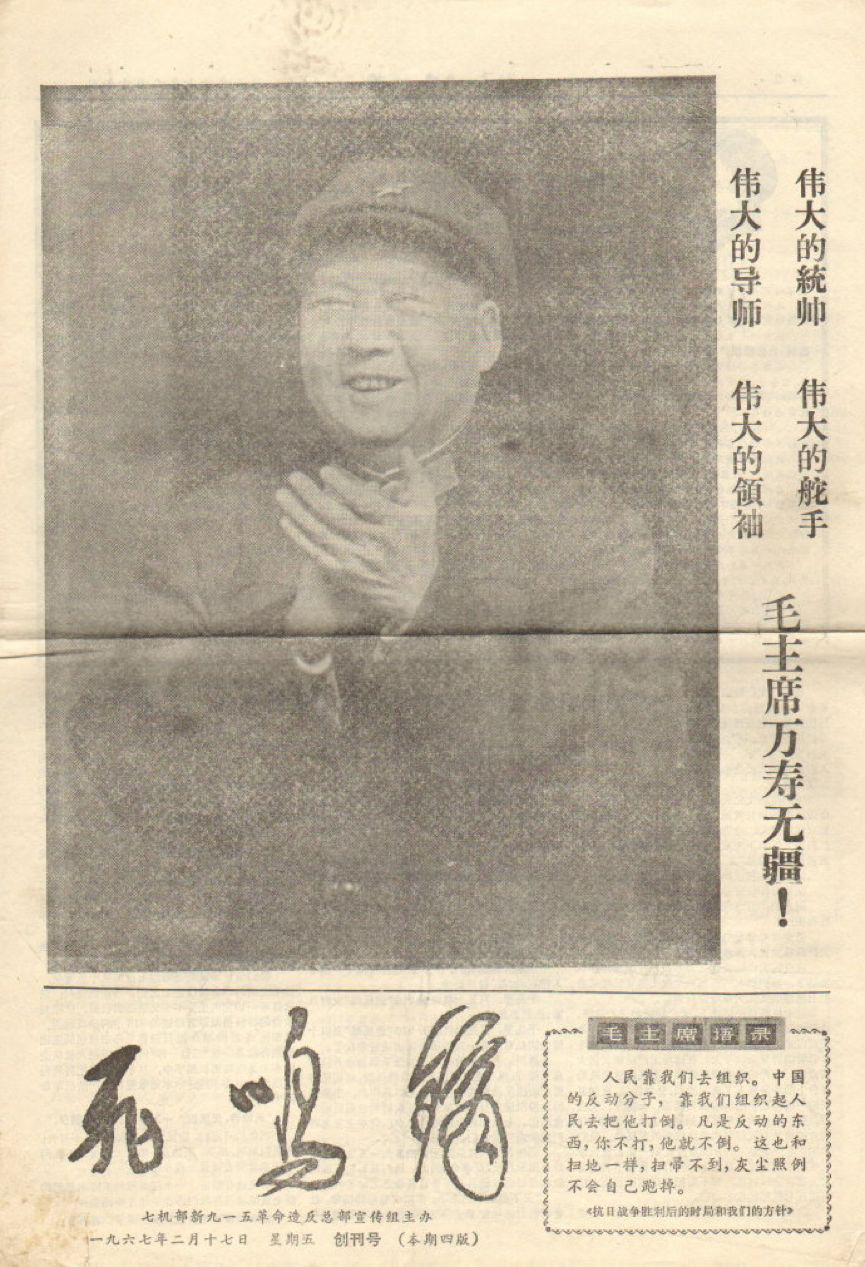 伟大的导师
伟大的領袖
伟大的統帅
伟大的舵手
毛主席万寿无疆！
飞鸣镝
七机部新九一五革命造反总部宣传组主办
一九六七年二月十七日 星期五 创刊号 （本期四版）
毛主席语录
人民靠我们去组织。中国
的反动分子，靠我们组织起人
民去把他打倒。凡是反动的东
西，你不打，他就不倒。这也和
扫地一样，扫帚不到，灰尘照例
不会自己跑掉。
《抗日战争胜利后的时局和我们的方针》